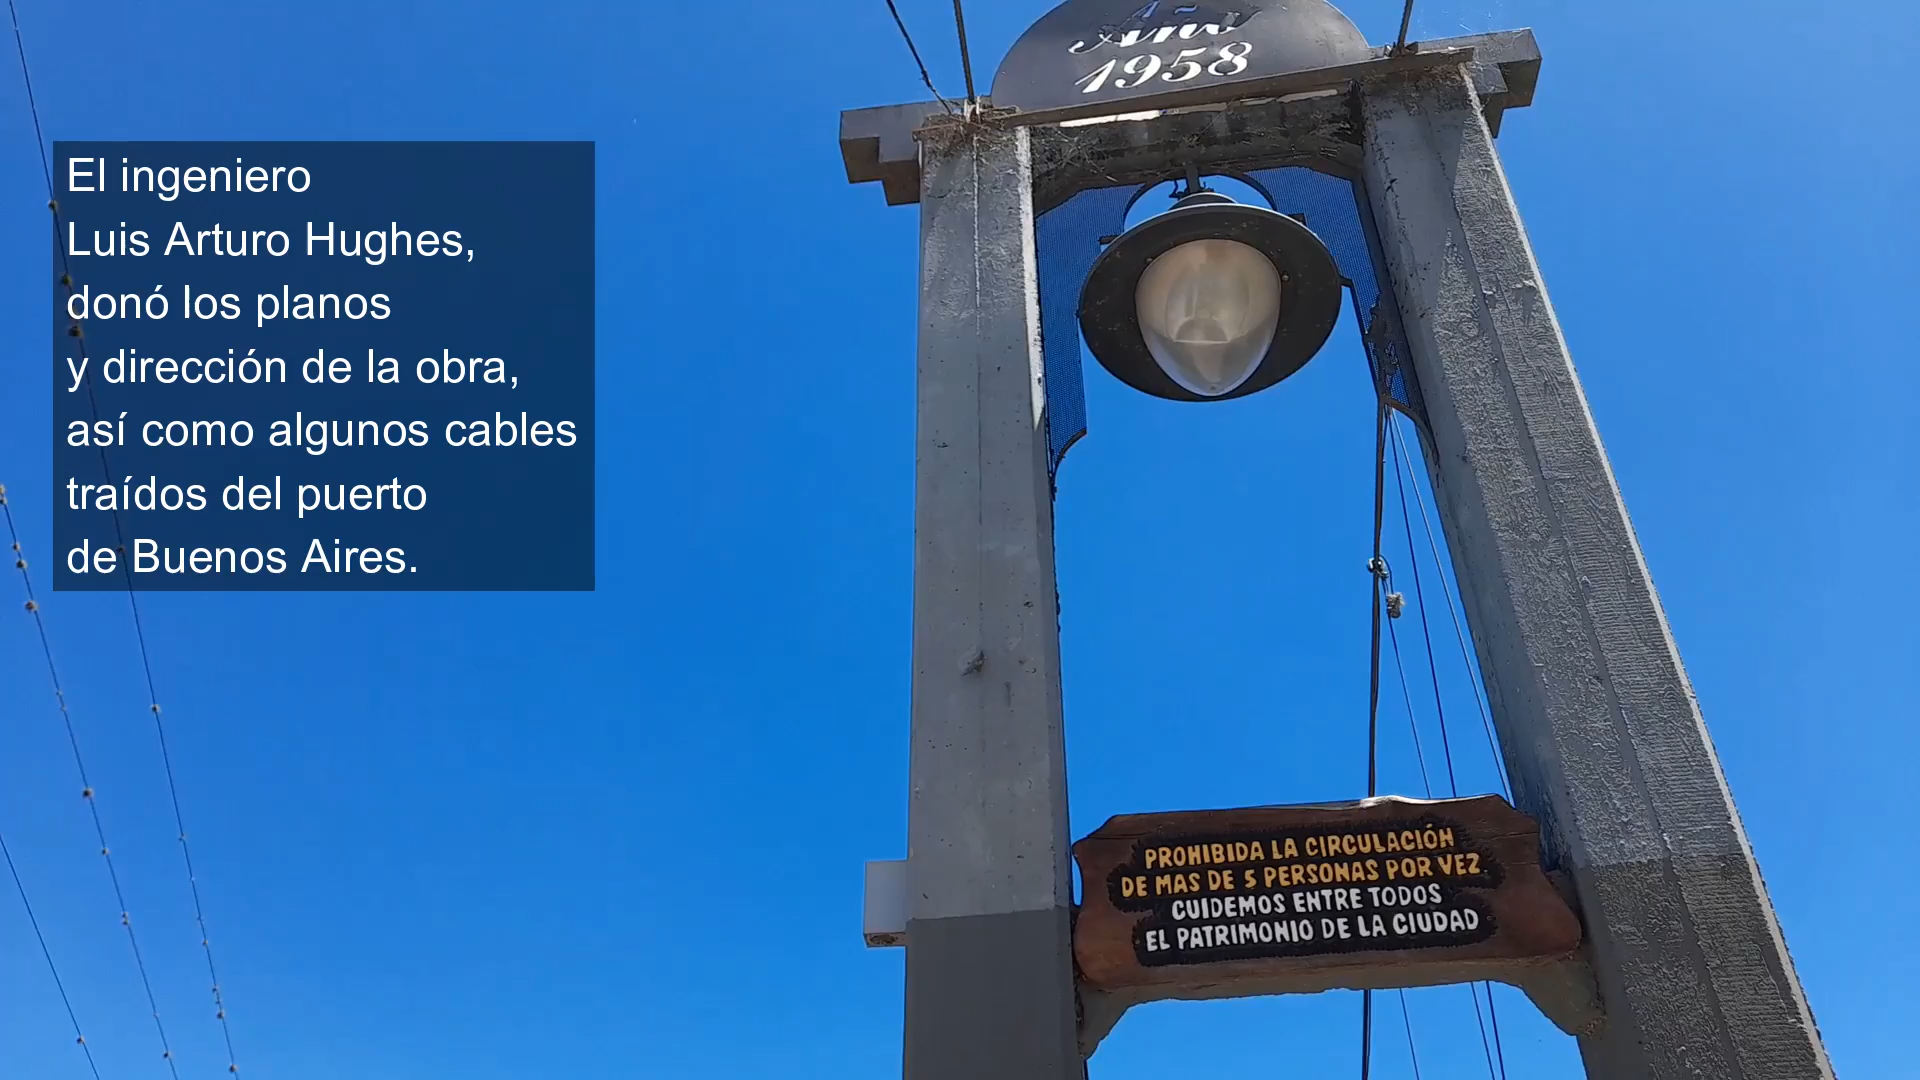 El ingeniero
Luis Arturo Hughes,
donó los planos
y dirección de la obra,
así como algunos cables
traídos del puerto
de Buenos Aires.
Año
1958
PROHIBIDA LA CIRCULACIÓN
DE MAS DE 5 PERSONAS POR VEZ
CUIDEMOS ENTRE TODOS
EL PATRIMONIO DE LA CIUDAD